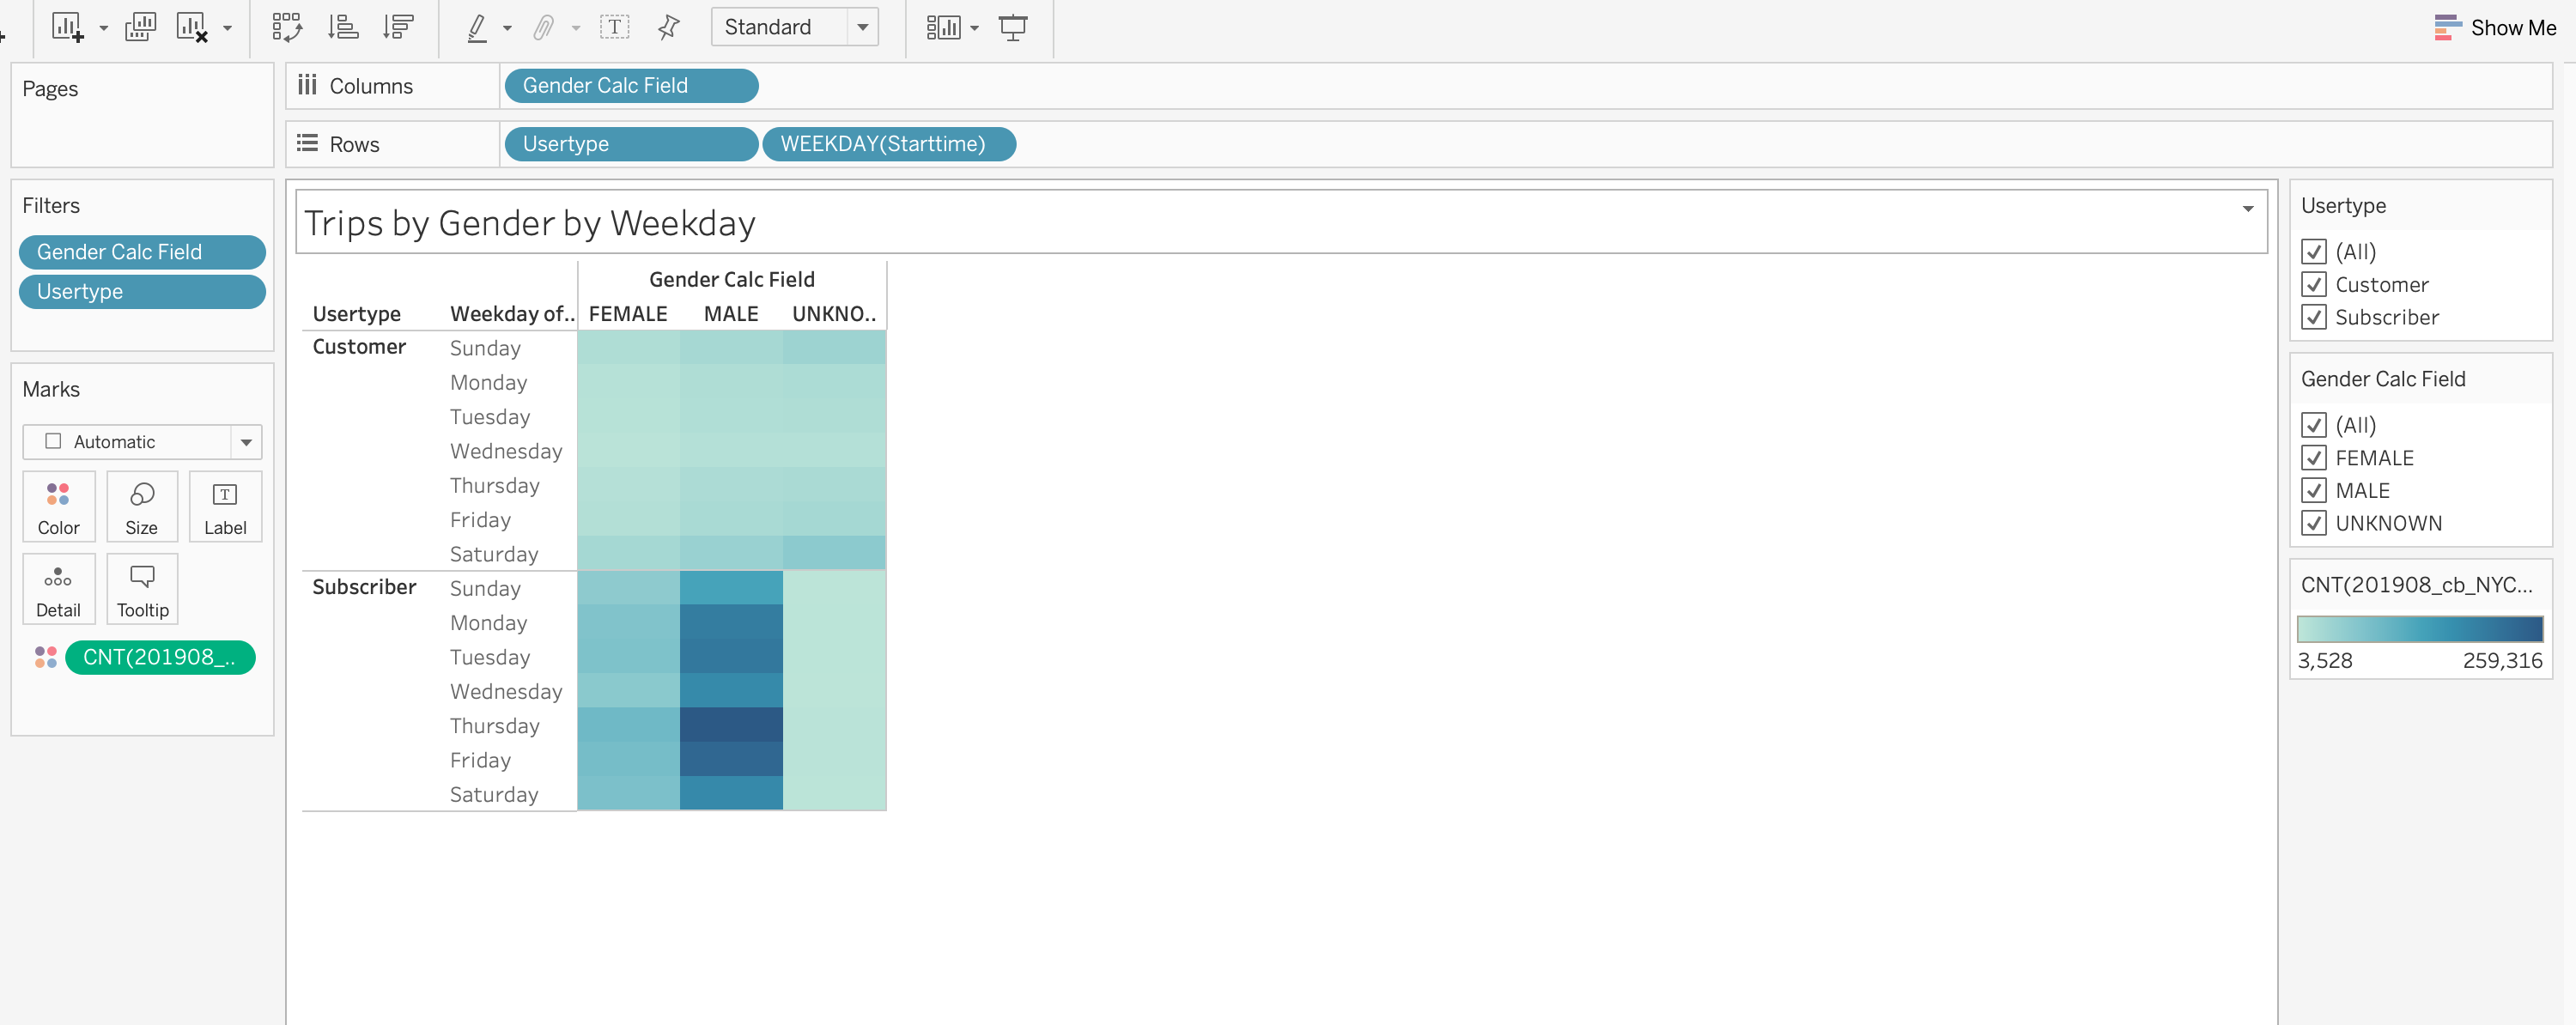 Standard
Show Me
Pages
Columns
Gender Calc Field
Rows
Usertype WEEKDAY(Starttime)
Filters
Gender Calc Field
Usertype
Marks
Automatic
Color Size Label
Detail Tooltip
CNT(201908_..
Trips by Gender by Weekday
Gender Calc Field
Usertype Weekday of.. FEMALE MALE UNKNO..
Customer Sunday
Monday
Tuesday
Wednesday
Thursday
Friday
Saturday
Subscriber Sunday
Monday
Tuesday
Wednesday
Thursday
Friday
Saturday
Usertype
(All)
Customer
Subscriber
Gender Calc Field
(All)
FEMALE
MALE
UNKNOWN
CNT(201908_cb_NYC...
3,528 259,316